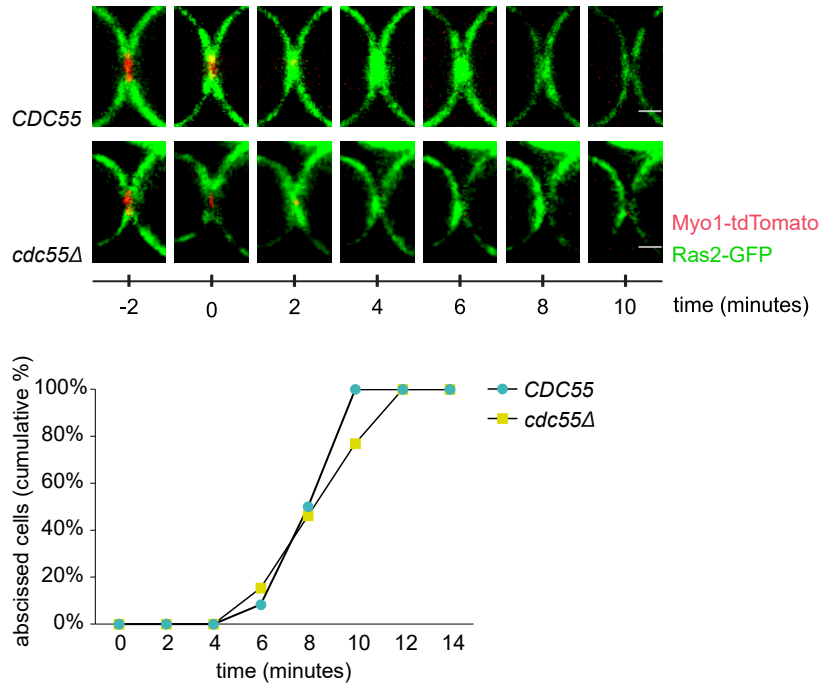 CDC55
cdc55Δ
Myo1-tdTomato
Ras2-GFP
-2 0 2 4 6 8 10 time (minutes)
abscissed cells (cumulative %)
100%
80%
60%
40%
20%
0%
0 2 4 6 8 10 12 14
time (minutes)
CDC55
cdc55Δ